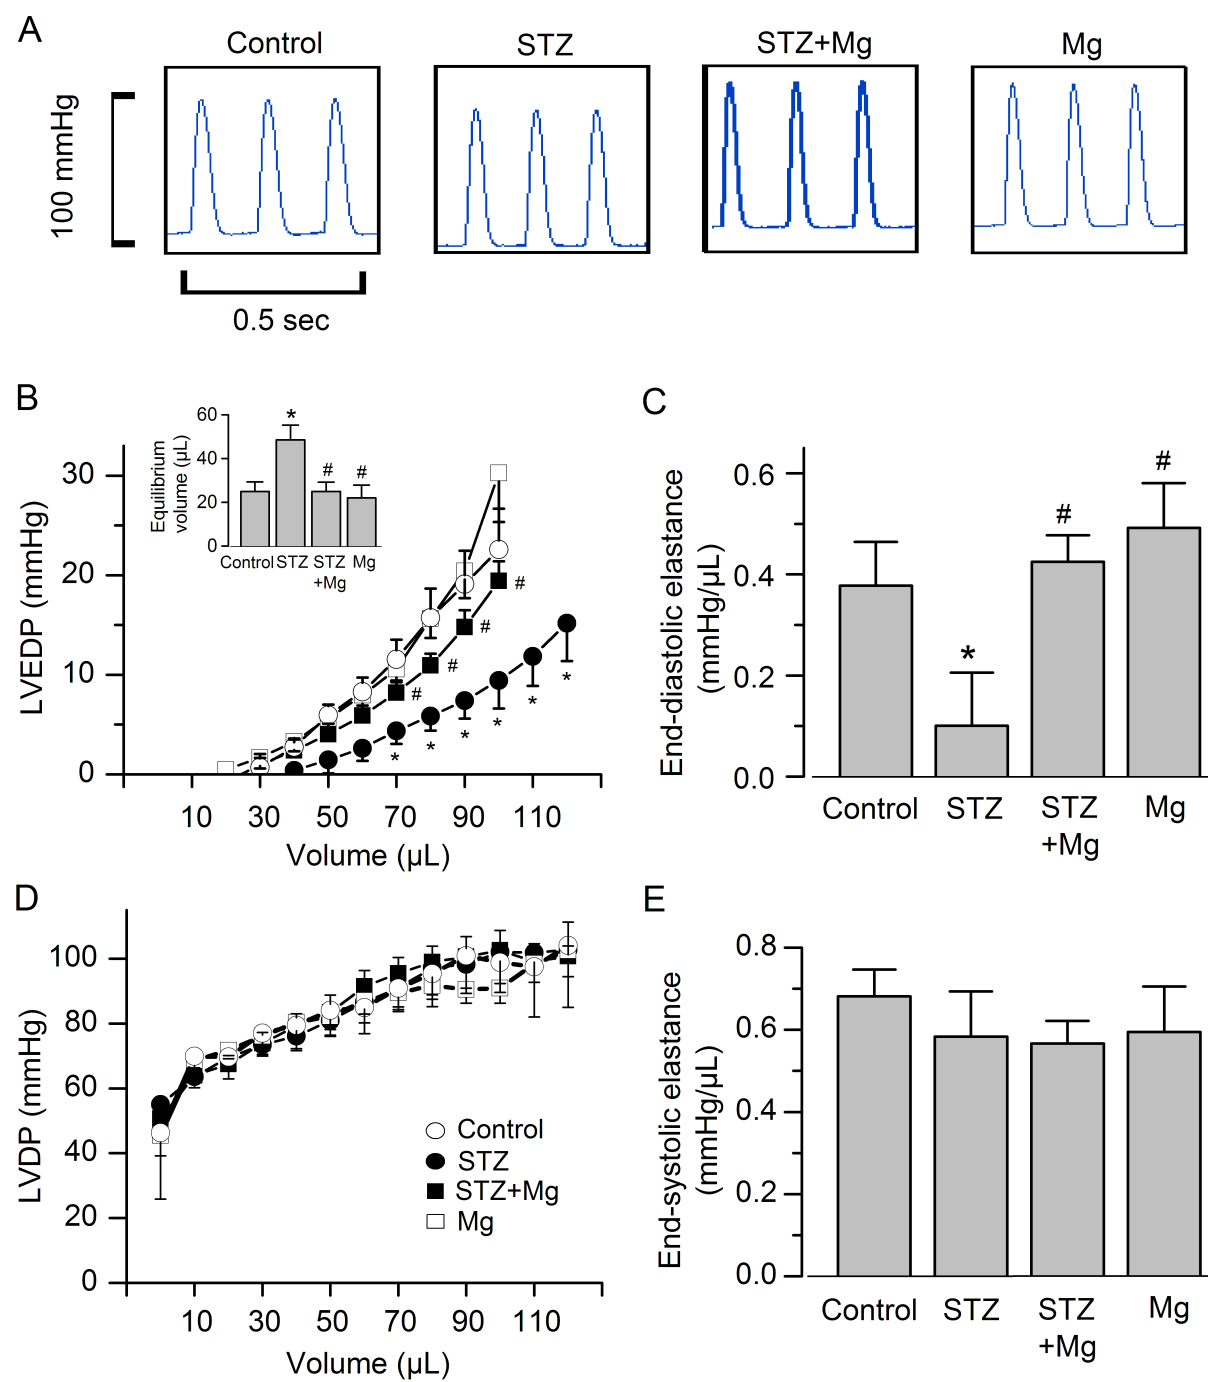 A
Control
STZ
STZ+Mg
Mg
100 mmHg
0.5 sec
B
Equilibrium
volume (µL)
60
40
20
0
*
#
#
Control
STZ
STZ
+Mg
Mg
LVEDP (mmHg)
30
20
10
0
#
#
#
#
*
*
*
*
*
*
10
30
50
70
90
110
Volume (µL)
C
End-diastolic elastance
(mmHg/µL)
0.6
0.4
0.2
0.0
*
#
#
Control
STZ
STZ
+Mg
Mg
D
LVDP (mmHg)
100
80
60
40
20
0
Control
STZ
STZ+Mg
Mg
10
30
50
70
90
110
Volume (µL)
E
End-systolic elastance
(mmHg/µL)
0.8
0.6
0.4
0.2
0.0
Control
STZ
STZ
+Mg
Mg